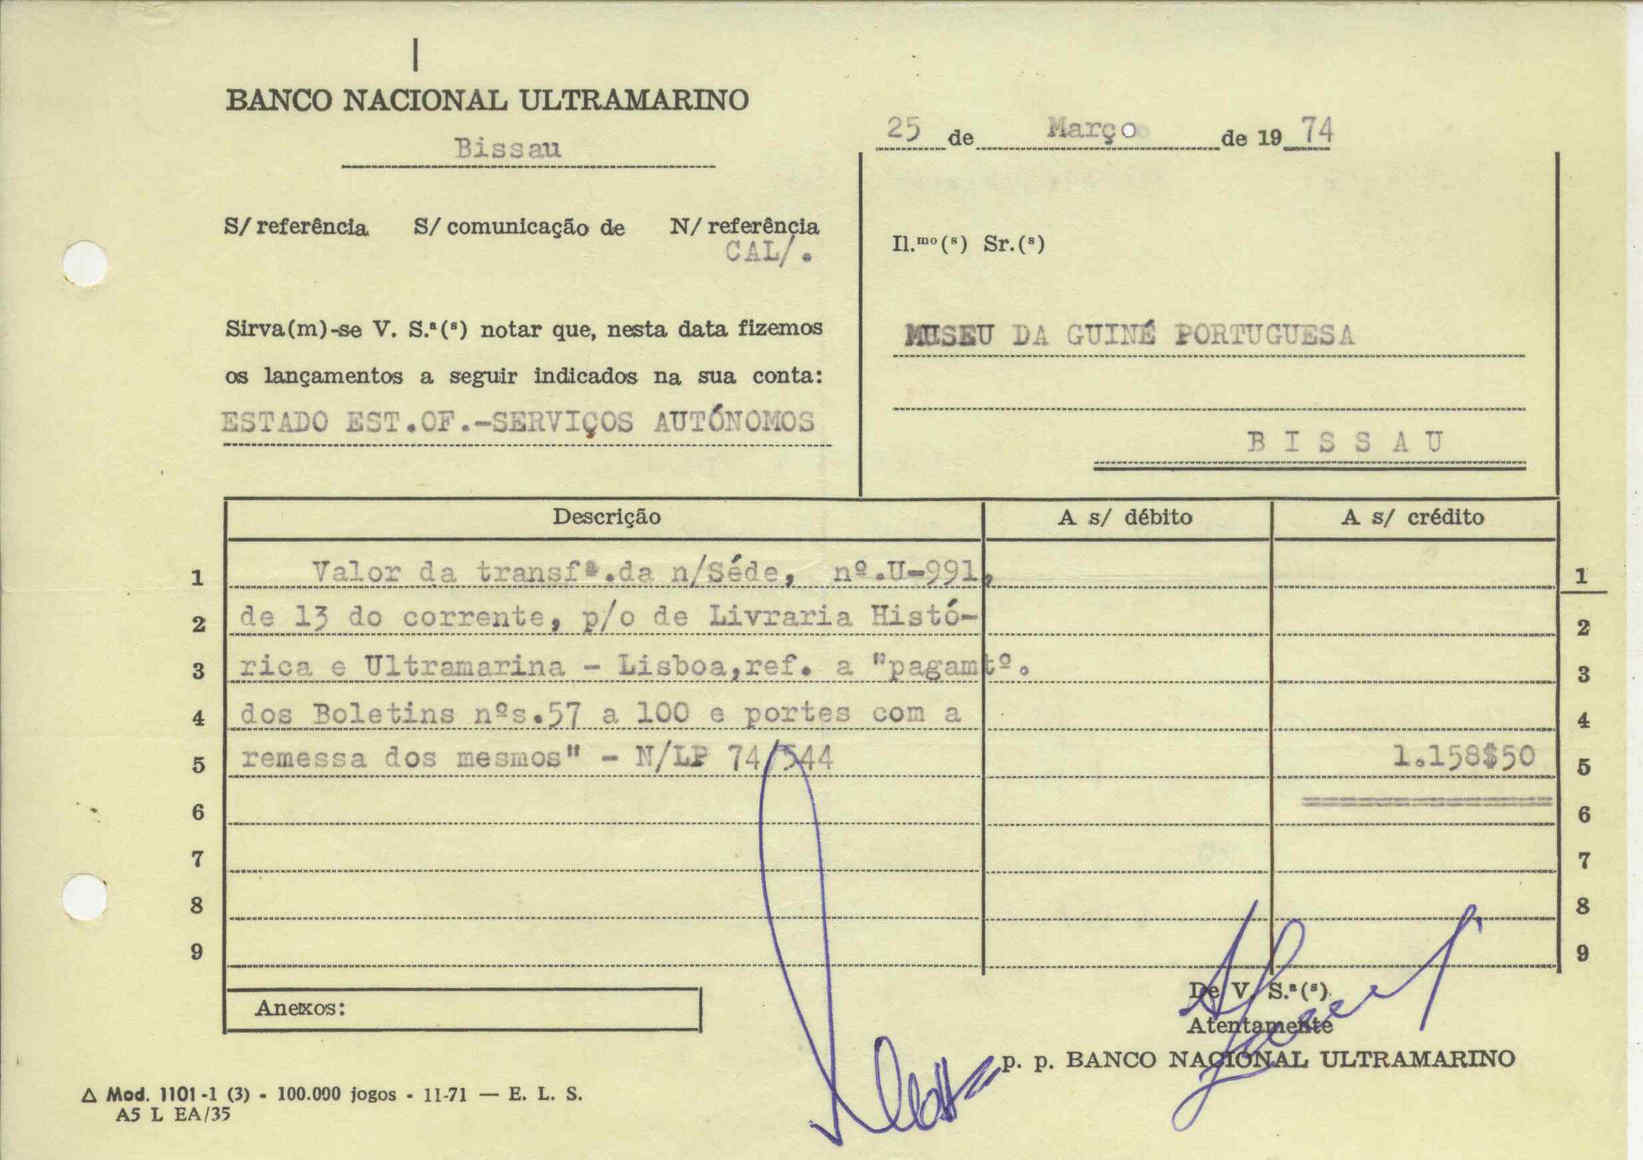 BANCO NACIONAL ULTRAMARINO
Bissau
25 de Março de 19 74
S/ referência S/ comunicação de N/ referência
CAL/.
Il.ᵐᵒ(ˢ) Sr.(ˢ)
Sirva(m)-se V. S.ª(ˢ) notar que, nesta data fizemos
os lançamentos a seguir indicados na sua conta:
ESTADO EST.OF.-SERVIÇOS AUTÓNOMOS
MUSEU DA GUINÉ PORTUGUESA
B I S S A U
Descrição A s/ débito A s/ crédito
1 Valor da transfª.da n/Séde, nº.U-991, 1
2 de 13 do corrente, p/o de Livraria Histó- 2
3 rica e Ultramarina - Lisboa,ref. a "pagamtº. 3
4 dos Boletins nºs.57 a 100 e portes com a 4
5 remessa dos mesmos" - N/LP 74/544 1.158$50 5
6 6
7 7
8 8
9 9
Anexos:
De V. S.ª(ˢ)
Atentamente
p. p. BANCO NACIONAL ULTRAMARINO
Δ Mod. 1101-1 (3) - 100.000 jogos - 11-71 — E. L. S.
A5 L EA/35